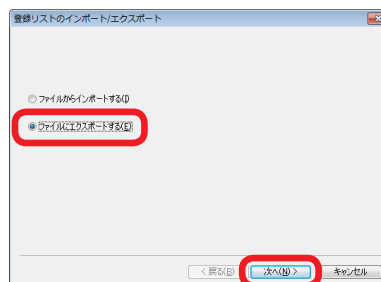 登録リストのインポート/エクスポート
ファイルからインポートする(I)
ファイルにエクスポートする(E)
< 戻る(B)
次へ(N) >
キャンセル